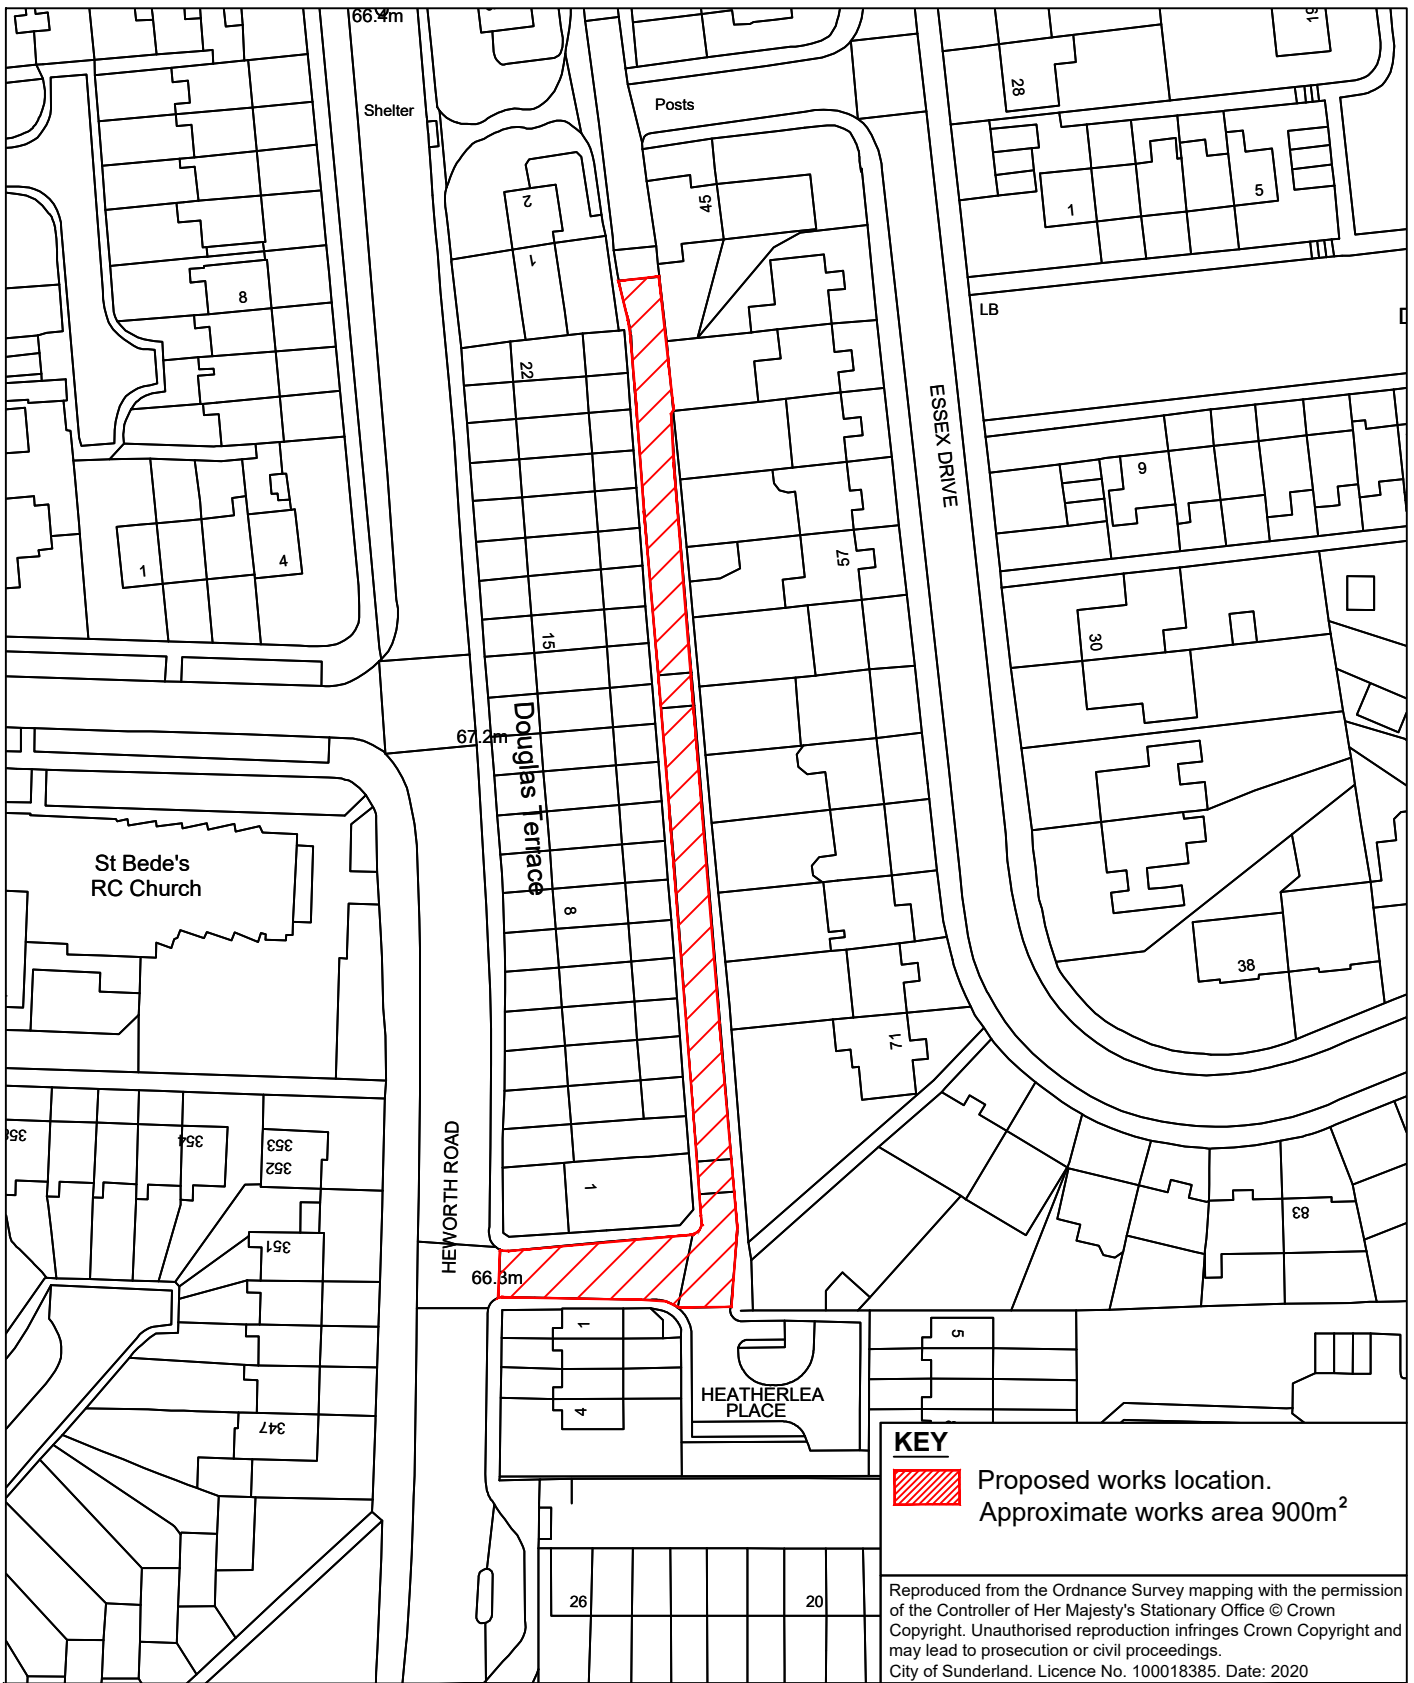 66.4m
Shelter
Posts
19
28
2
45
1
5
1
8
LB
22
ESSEX DRIVE
9
1
4
57
15
30
Douglas Terrace
67.2m
St Bede's
RC Church
8
38
71
HEWORTH ROAD
354
353
352
1
83
351
66.3m
1
5
HEATHERLEA
PLACE
4
347
KEY
Proposed works location.
Approximate works area 900m²
26
20
Reproduced from the Ordnance Survey mapping with the permission
of the Controller of Her Majesty's Stationary Office © Crown
Copyright. Unauthorised reproduction infringes Crown Copyright and
may lead to prosecution or civil proceedings.
City of Sunderland. Licence No. 100018385. Date: 2020